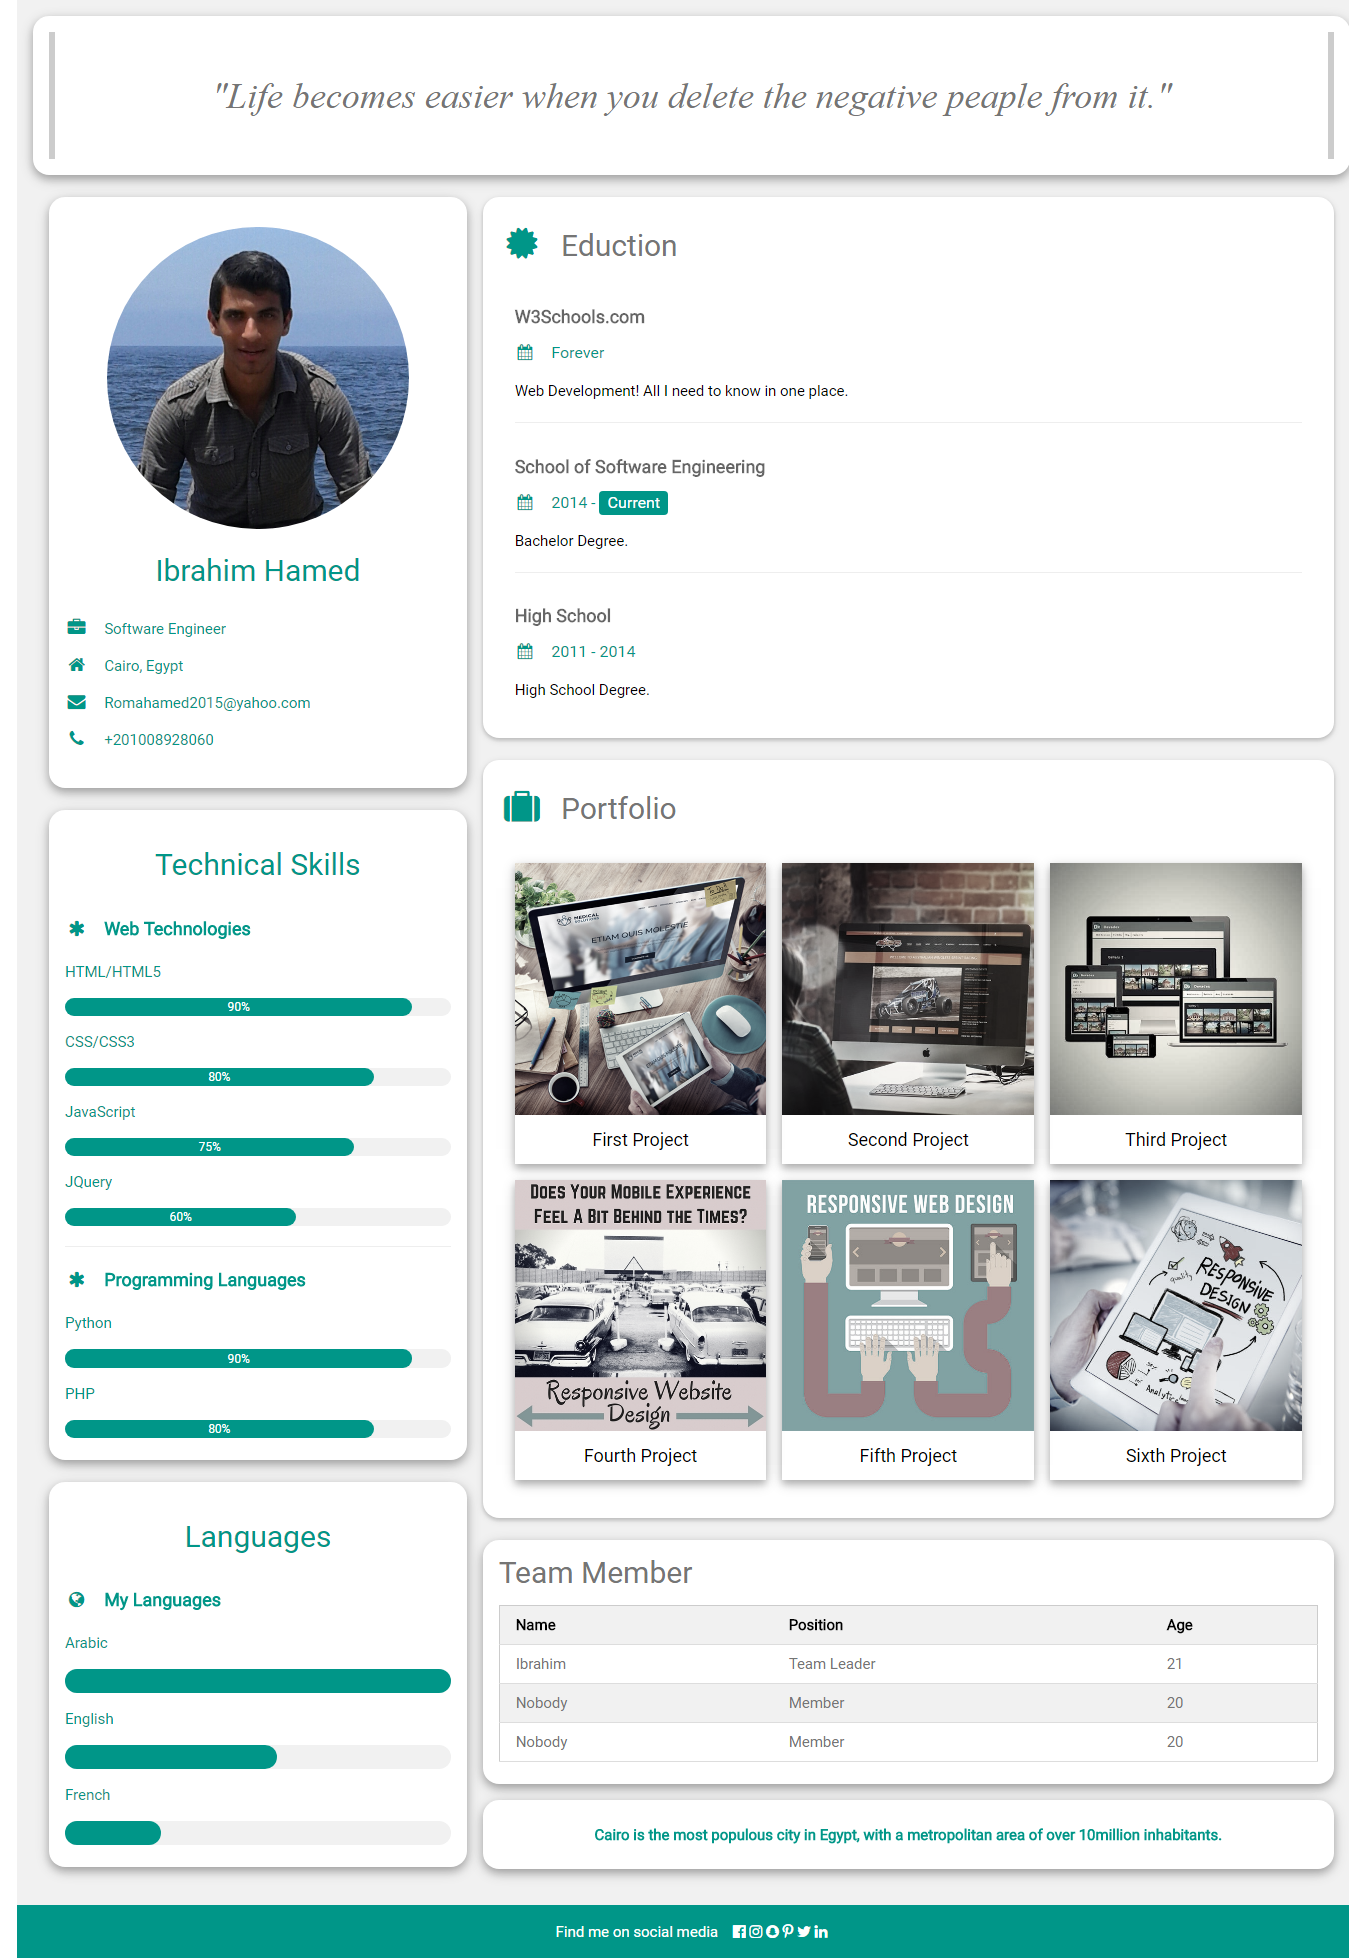 "Life becomes easier when you delete the negative peaple from it."
Ibrahim Hamed
Software Engineer
Cairo, Egypt
Romahamed2015@yahoo.com
+201008928060
Technical Skills
Web Technologies
HTML/HTML5
90%
CSS/CSS3
80%
JavaScript
75%
JQuery
60%
Programming Languages
Python
90%
PHP
80%
Languages
My Languages
Arabic
English
French
Eduction
W3Schools.com
Forever
Web Development! All I need to know in one place.
School of Software Engineering
2014 - Current
Bachelor Degree.
High School
2011 - 2014
High School Degree.
Portfolio
MEDICAL
ETIAM QUIS MOLESTIE
First Project
Second Project
Third Project
DOES YOUR MOBILE EXPERIENCE
FEEL A BIT BEHIND THE TIMES?
Responsive Website
Design
Fourth Project
RESPONSIVE WEB DESIGN
Fifth Project
quality
RESPONSIVE
DESIGN
Sixth Project
Team Member
Name Position Age
Ibrahim Team Leader 21
Nobody Member 20
Nobody Member 20
Cairo is the most populous city in Egypt, with a metropolitan area of over 10million inhabitants.
Find me on social media